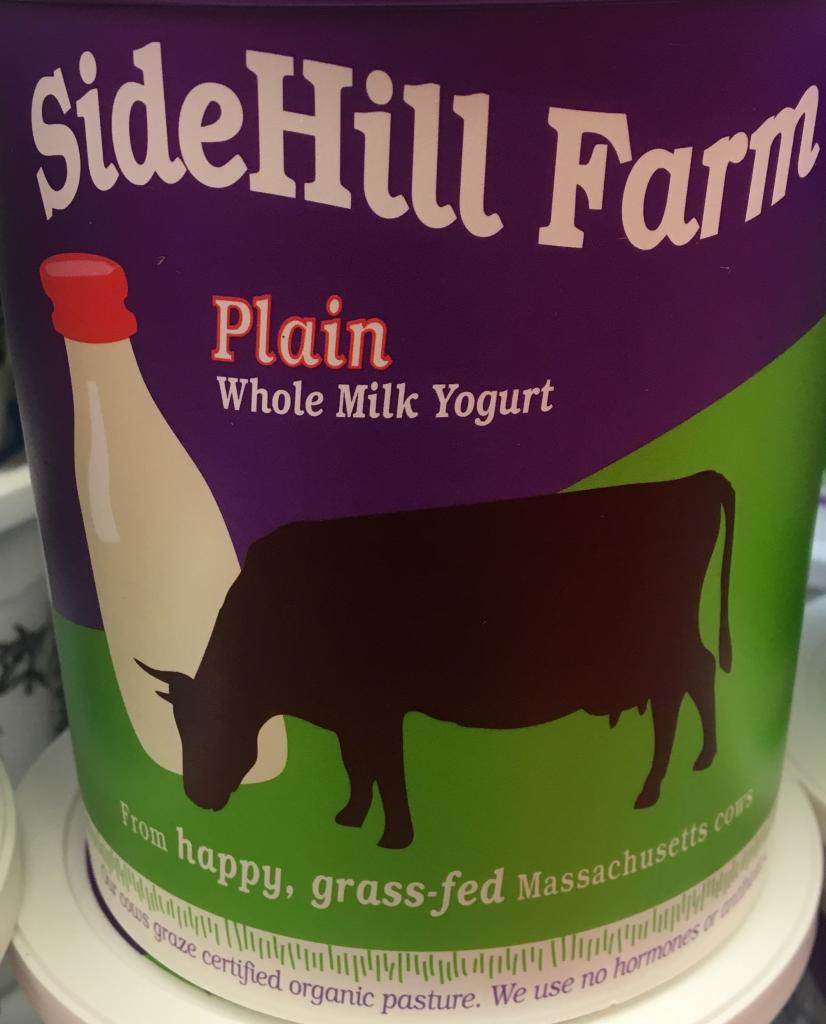 SideHill Farm
Plain
Whole Milk Yogurt
From happy, grass-fed Massachusetts cows
Our cows graze certified organic pasture. We use no hormones or